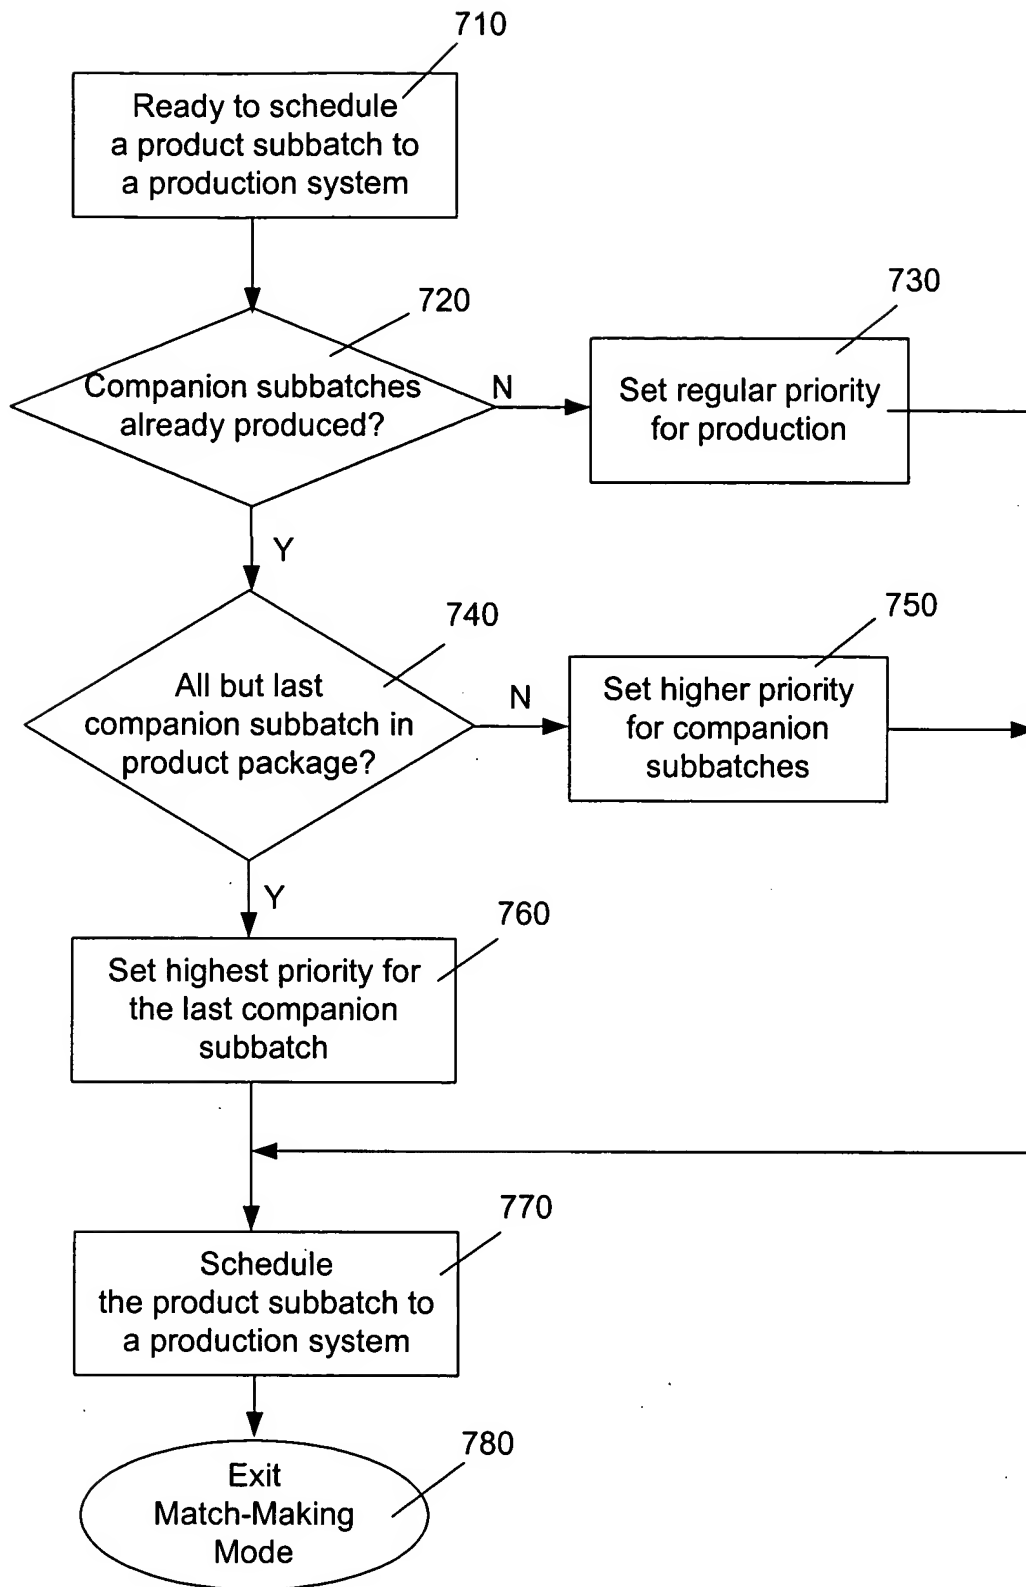 710
Ready to schedule
a product subbatch to
a production system
720
Companion subbatches
already produced?
N
730
Set regular priority
for production
Y
740
All but last
companion subbatch in
product package?
N
750
Set higher priority
for companion
subbatches
Y
760
Set highest priority for
the last companion
subbatch
770
Schedule
the product subbatch to
a production system
780
Exit
Match-Making
Mode